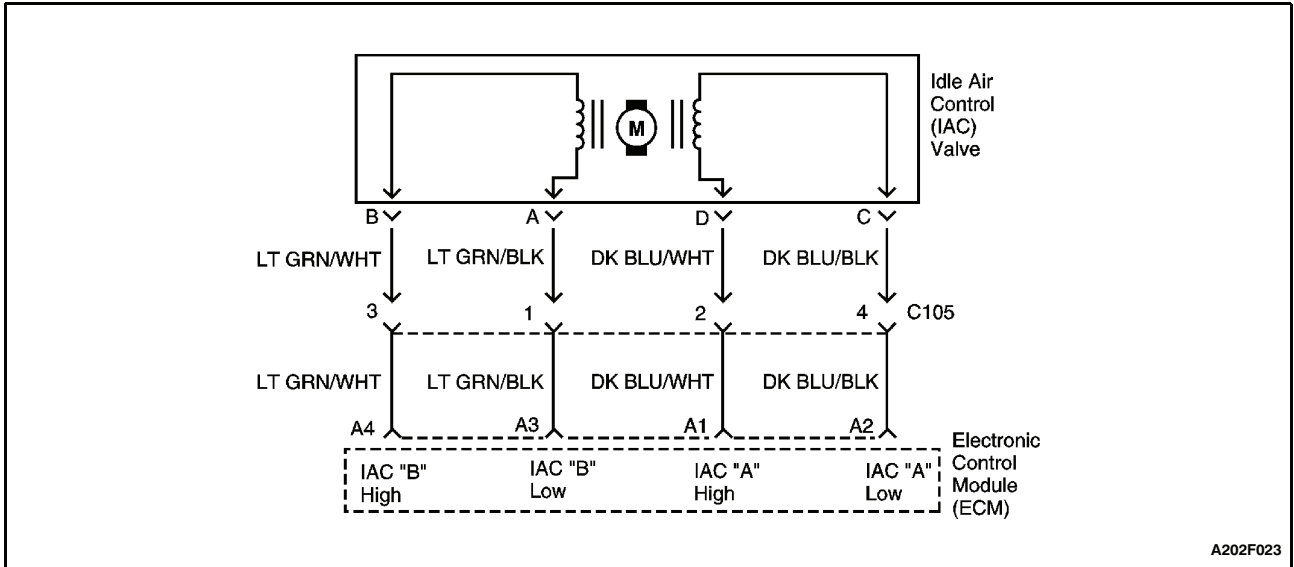 Idle Air
Control
(IAC)
Valve
M
B A D C
LT GRN/WHT LT GRN/BLK DK BLU/WHT DK BLU/BLK
3 1 2 4 C105
LT GRN/WHT LT GRN/BLK DK BLU/WHT DK BLU/BLK
A4 A3 A1 A2
IAC "B"
High
IAC "B"
Low
IAC "A"
High
IAC "A"
Low
Electronic
Control
Module
(ECM)
A202F023